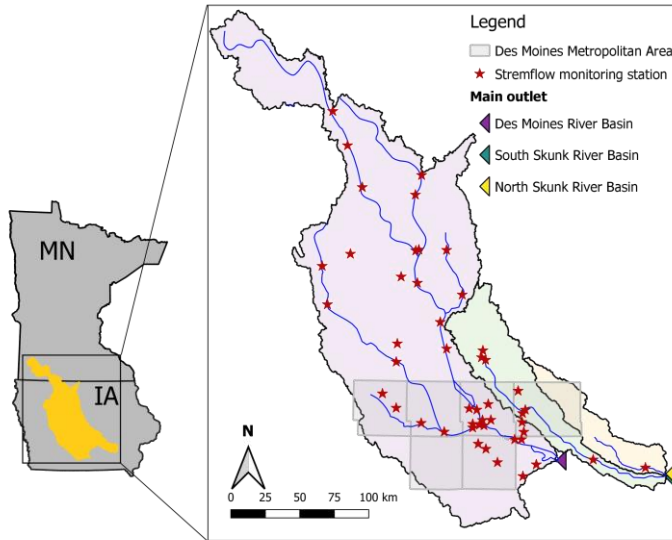 Legend
Des Moines Metropolitan Area
Stremflow monitoring station
Main outlet
Des Moines River Basin
South Skunk River Basin
North Skunk River Basin
MN
IA
N
0 25 50 75 100 km